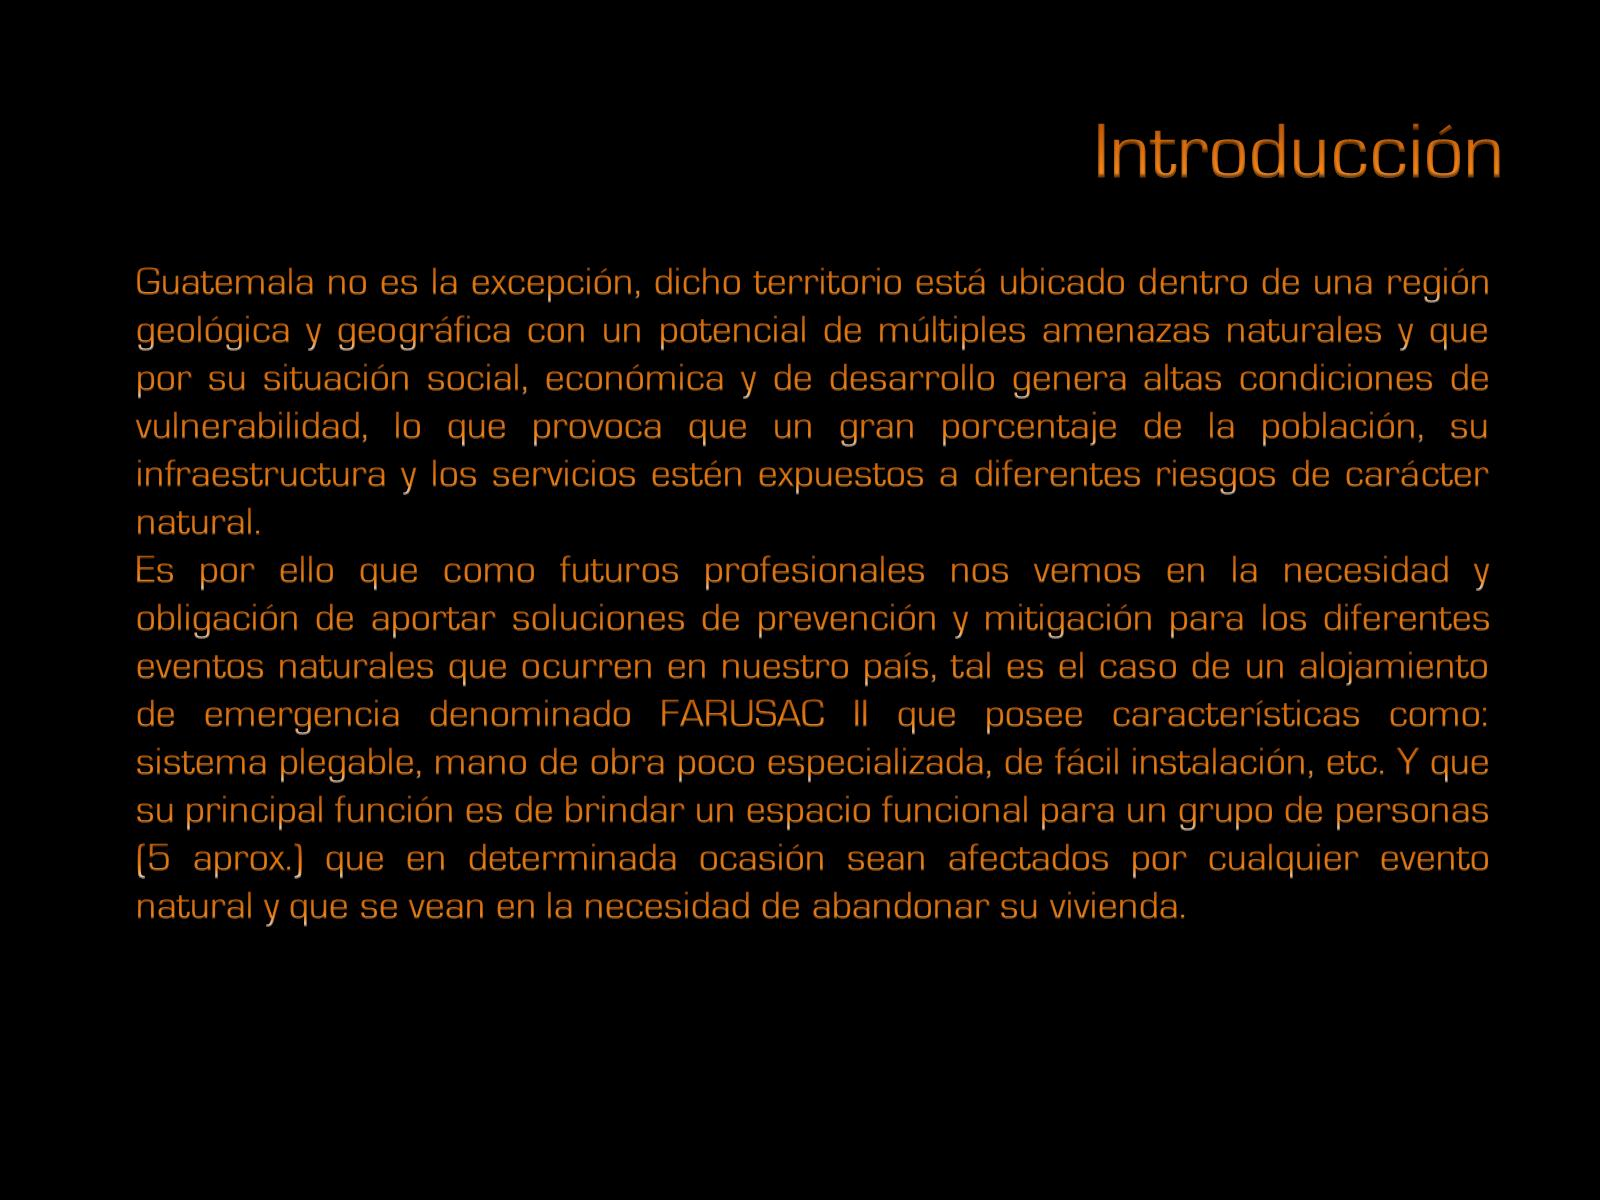 Introducción
Guatemala no es la excepción, dicho territorio está ubicado dentro de una región
geológica y geográfica con un potencial de múltiples amenazas naturales y que
por su situación social, económica y de desarrollo genera altas condiciones de
vulnerabilidad, lo que provoca que un gran porcentaje de la población, su
infraestructura y los servicios estén expuestos a diferentes riesgos de carácter
natural.
Es por ello que como futuros profesionales nos vemos en la necesidad y
obligación de aportar soluciones de prevención y mitigación para los diferentes
eventos naturales que ocurren en nuestro país, tal es el caso de un alojamiento
de emergencia denominado FARUSAC II que posee características como:
sistema plegable, mano de obra poco especializada, de fácil instalación, etc. Y que
su principal función es de brindar un espacio funcional para un grupo de personas
(5 aprox.) que en determinada ocasión sean afectados por cualquier evento
natural y que se vean en la necesidad de abandonar su vivienda.